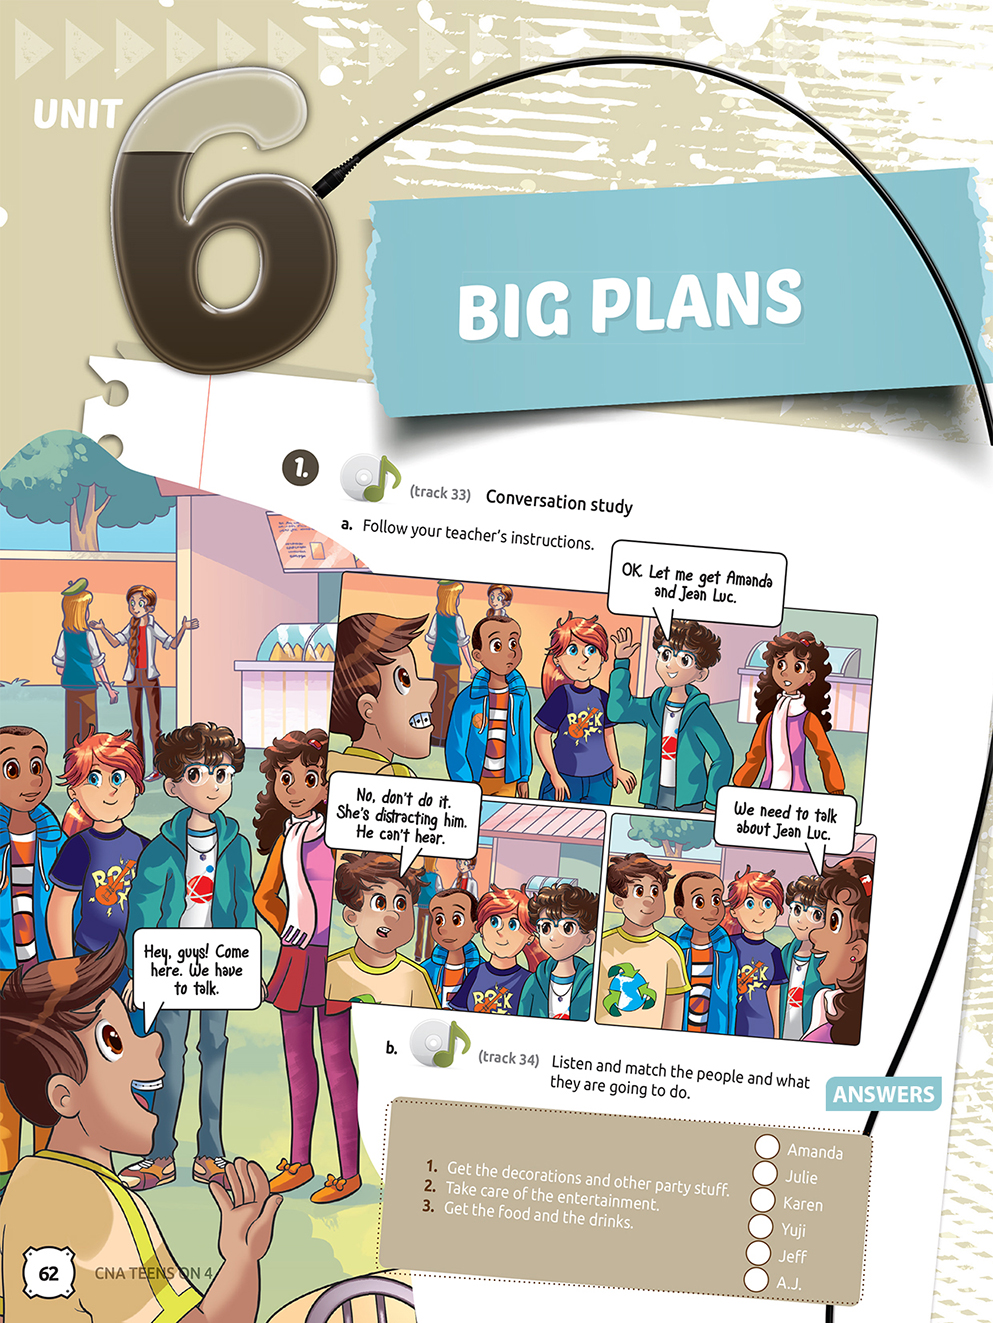 UNIT
6
BIG PLANS
1.
(track 33) Conversation study
a. Follow your teacher's instructions.
OK. Let me get Amanda
and Jean Luc.
No, don't do it.
She's distracting him.
He can't hear.
We need to talk
about Jean Luc.
Hey, guys! Come
here. We have
to talk.
ROCK
ROCK
ROCK
ROCK
b. (track 34) Listen and match the people and what
they are going to do.
ANSWERS
1. Get the decorations and other party stuff.
2. Take care of the entertainment.
3. Get the food and the drinks.
Amanda
Julie
Karen
Yuji
Jeff
A.J.
62
CNA TEENS ON 4